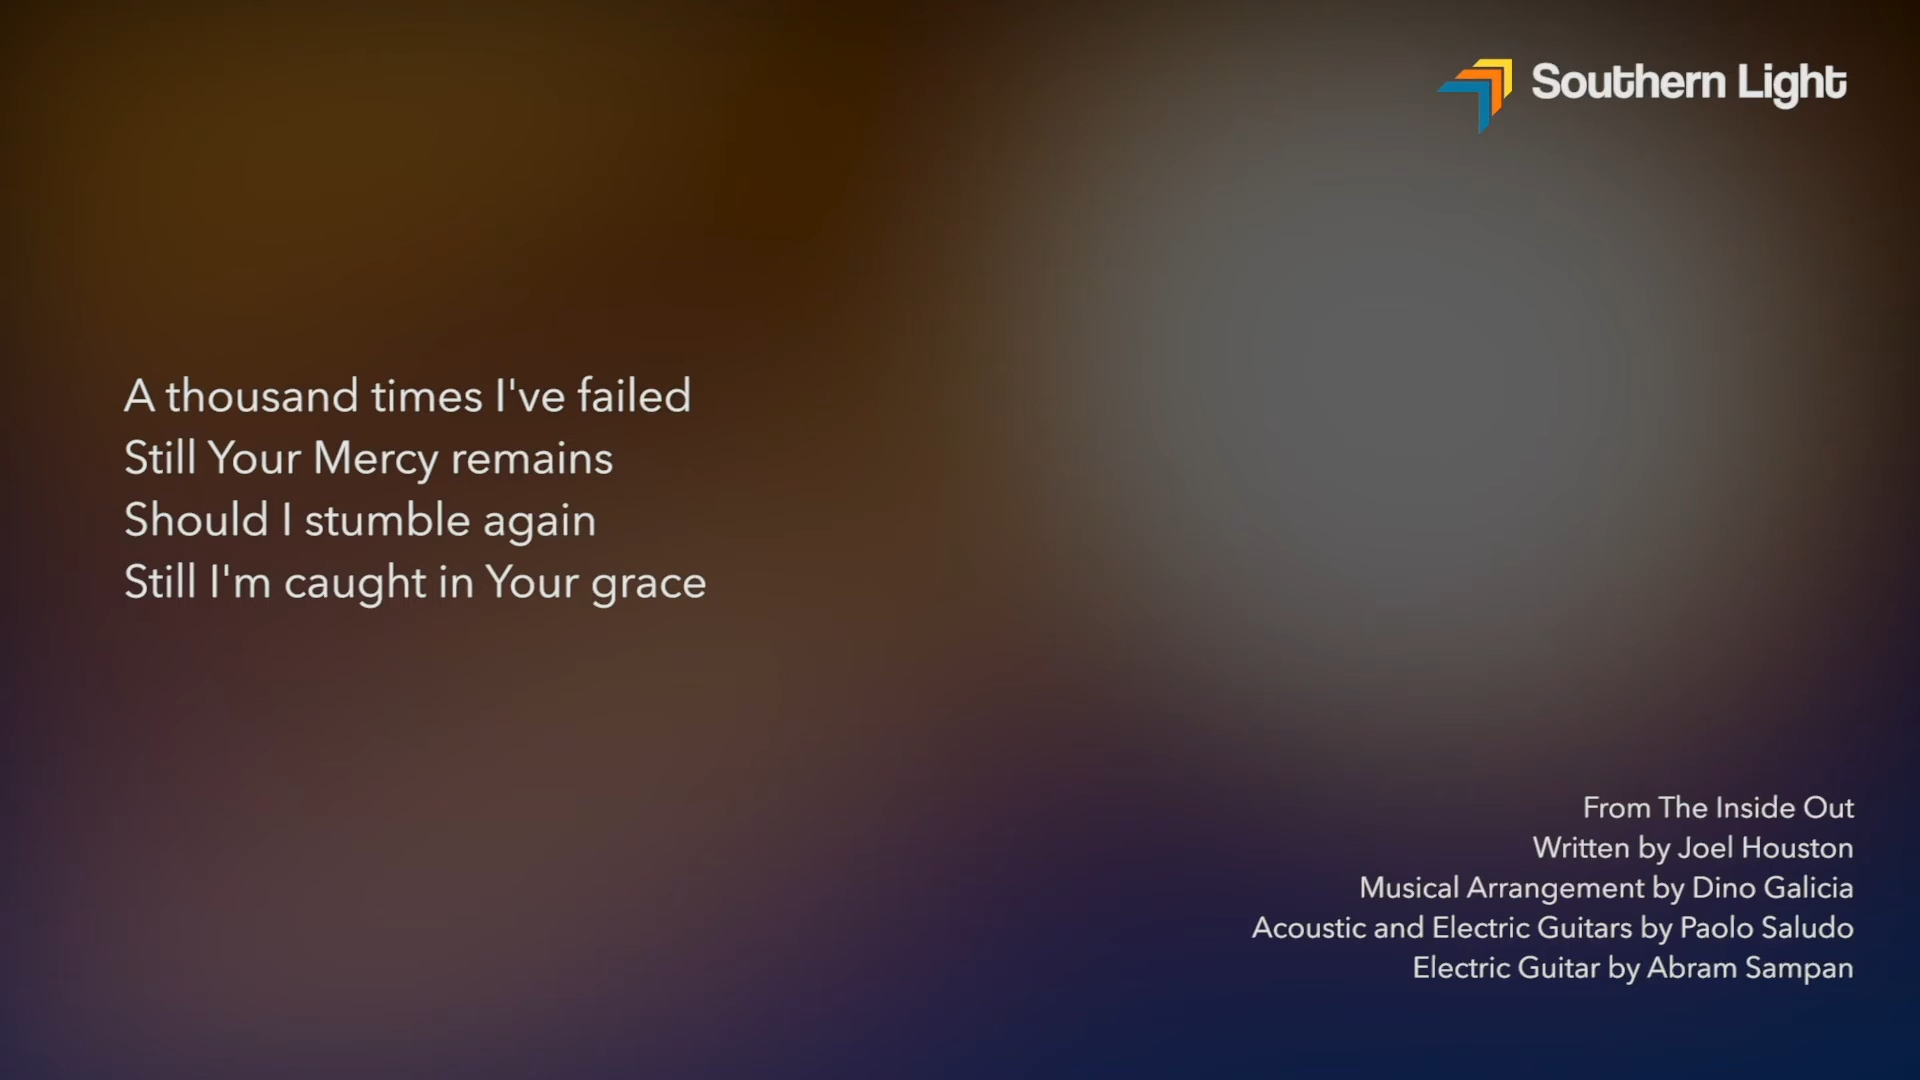 Southern Light
A thousand times I've failed
Still Your Mercy remains
Should I stumble again
Still I'm caught in Your grace
From The Inside Out
Written by Joel Houston
Musical Arrangement by Dino Galicia
Acoustic and Electric Guitars by Paolo Saludo
Electric Guitar by Abram Sampan